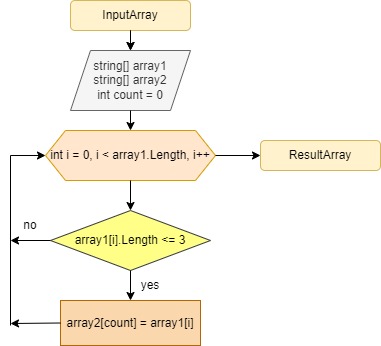 InputArray
string[] array1
string[] array2
int count = 0
int i = 0, i < array1.Length, i++
ResultArray
array1[i].Length <= 3
no
yes
array2[count] = array1[i]